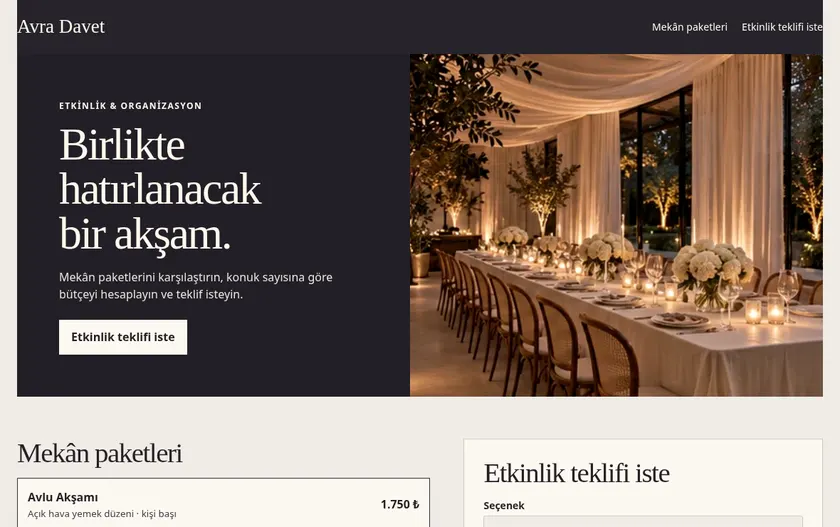 Avra Davet
Mekân paketleri
Etkinlik teklifi iste
ETKİNLİK & ORGANİZASYON
Birlikte
hatırlanacak
bir akşam.
Mekân paketlerini karşılaştırın, konuk sayısına göre
bütçeyi hesaplayın ve teklif isteyin.
Etkinlik teklifi iste
Mekân paketleri
Avlu Akşamı
Açık hava yemek düzeni · kişi başı
1.750 ₺
Etkinlik teklifi iste
Seçenek